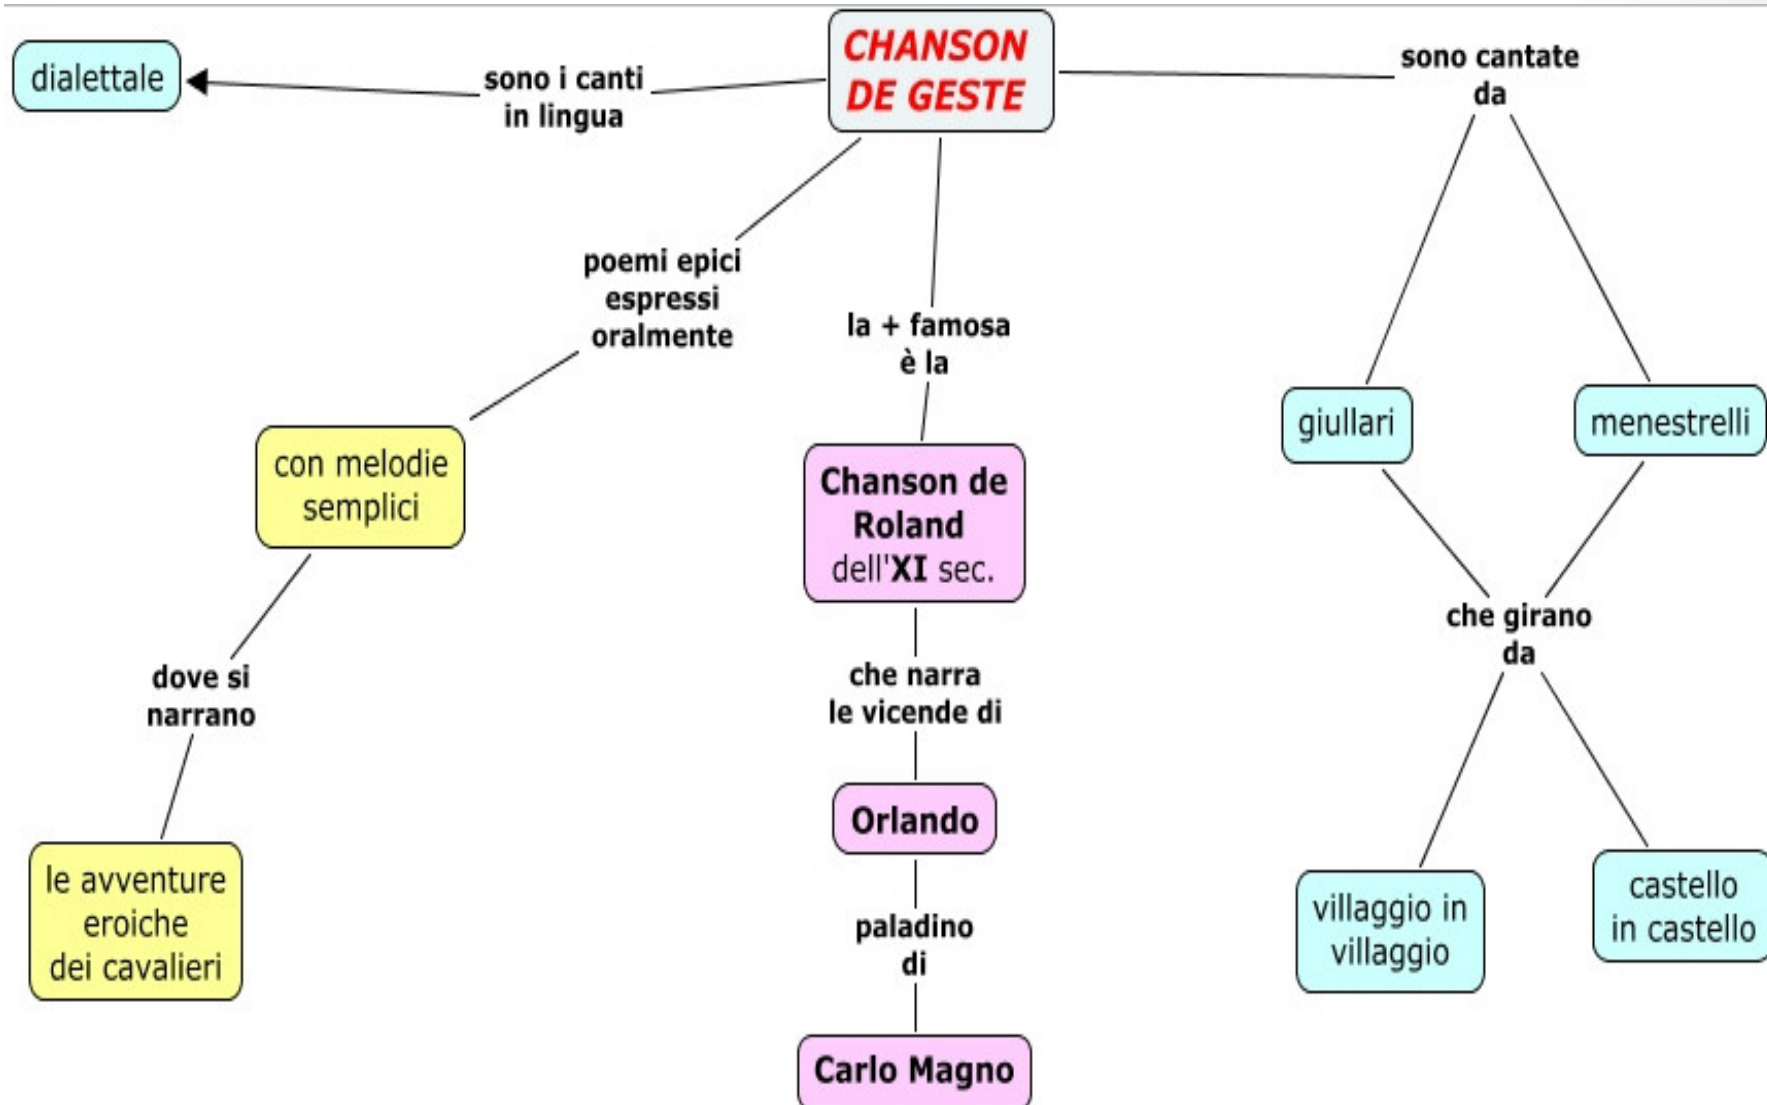 CHANSON
DE GESTE
sono i canti
in lingua
dialettale
poemi epici
espressi
oralmente
con melodie
semplici
dove si
narrano
le avventure
eroiche
dei cavalieri
la + famosa
è la
Chanson de
Roland
dell'XI sec.
che narra
le vicende di
Orlando
paladino
di
Carlo Magno
sono cantate
da
giullari
menestrelli
che girano
da
villaggio in
villaggio
castello
in castello